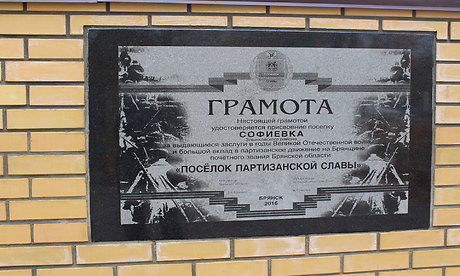 ГРАМОТА
Настоящей грамотой
удостоверяется присвоение поселку
СОФИЕВКА
за выдающиеся заслуги в годы Великой Отечественной войны
и большой вклад в партизанское движение на Брянщине
почетного звания Брянской области
«ПОСЁЛОК ПАРТИЗАНСКОЙ СЛАВЫ»
БРЯНСК
2016